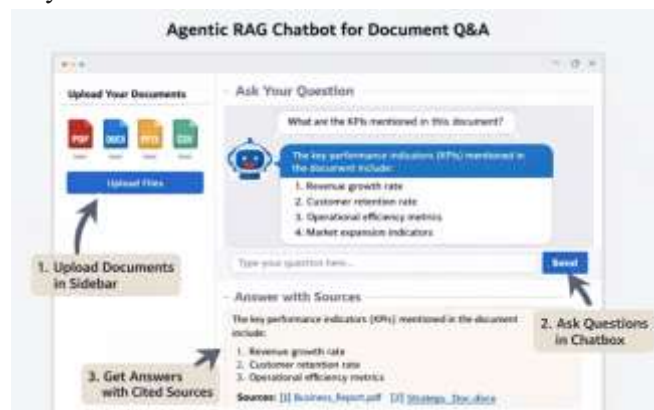 Agentic RAG Chatbot for Document Q&A
Upload Your Documents
PDF DOCX CSV
Upload Files
1. Upload Documents
in Sidebar
Ask Your Question
What are the KPIs mentioned in this document?
The key performance indicators (KPIs) mentioned in
the document include:
1. Revenue growth rate
2. Customer retention rate
3. Operational efficiency metrics
4. Market expansion indicators
Type your question here...
Send
2. Ask Questions
in Chatbox
Answer with Sources
The key performance indicators (KPIs) mentioned in the document
include:
1. Revenue growth rate
2. Customer retention rate
3. Operational efficiency metrics
Sources: [1] Business_Report.pdf [2] Strategy_Doc.docx
3. Get Answers
with Cited Sources